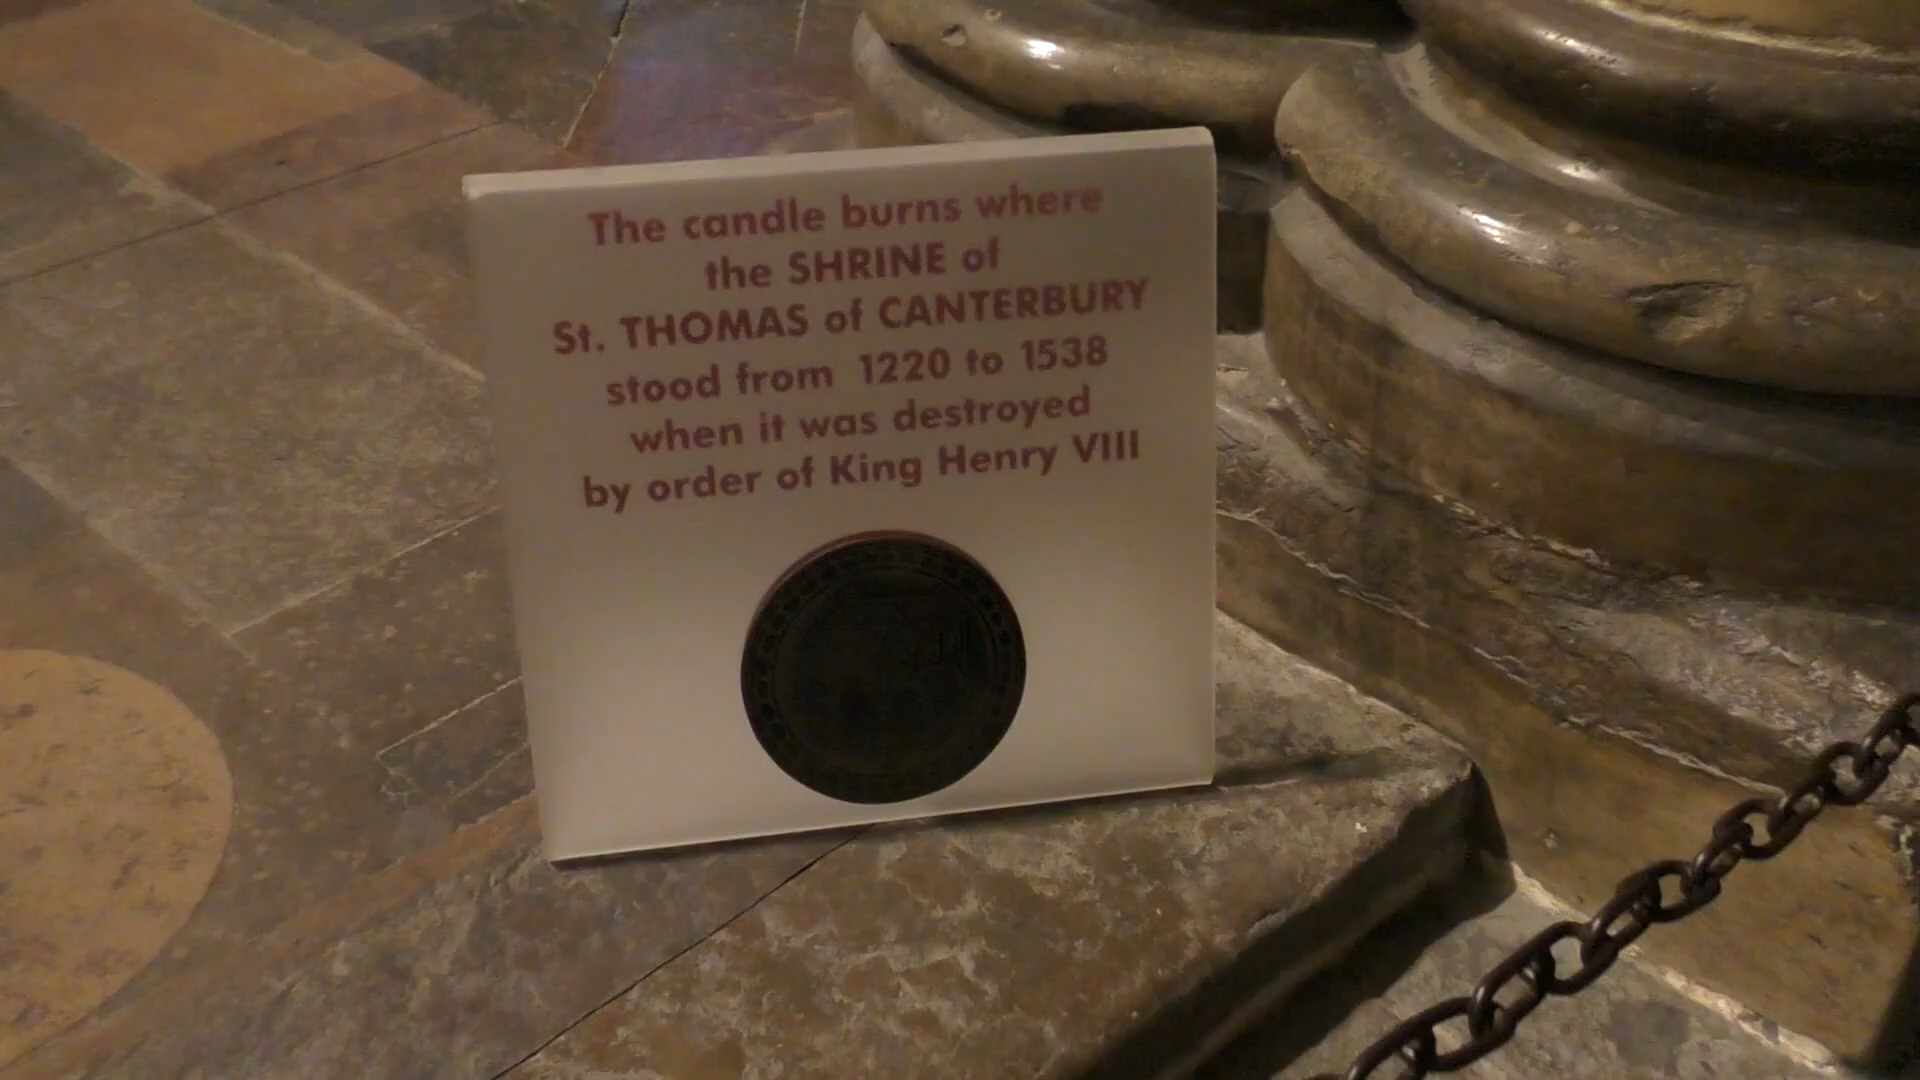 The candle burns where
the SHRINE of
St. THOMAS of CANTERBURY
stood from 1220 to 1538
when it was destroyed
by order of King Henry VIII